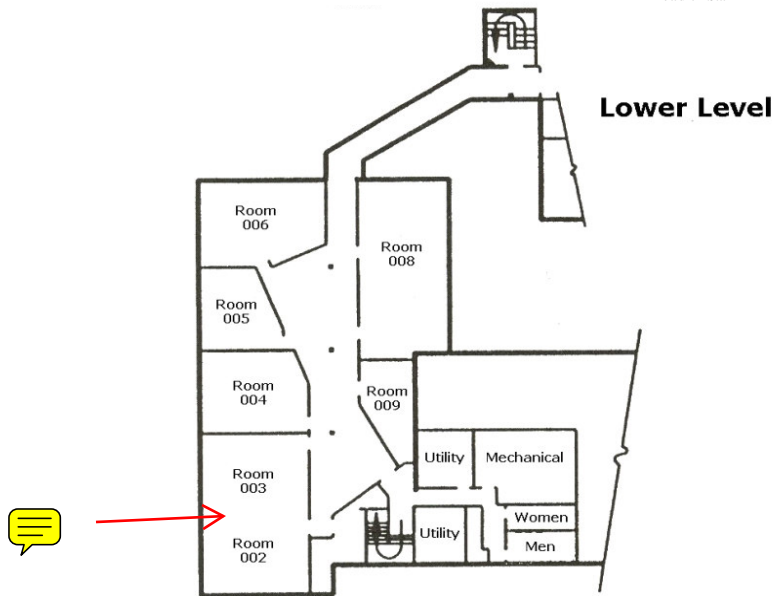 Lower Level
Room
006
Room
008
Room
005
Room
004
Room
009
Utility
Mechanical
Room
003
Women
Utility
Room
002
Men